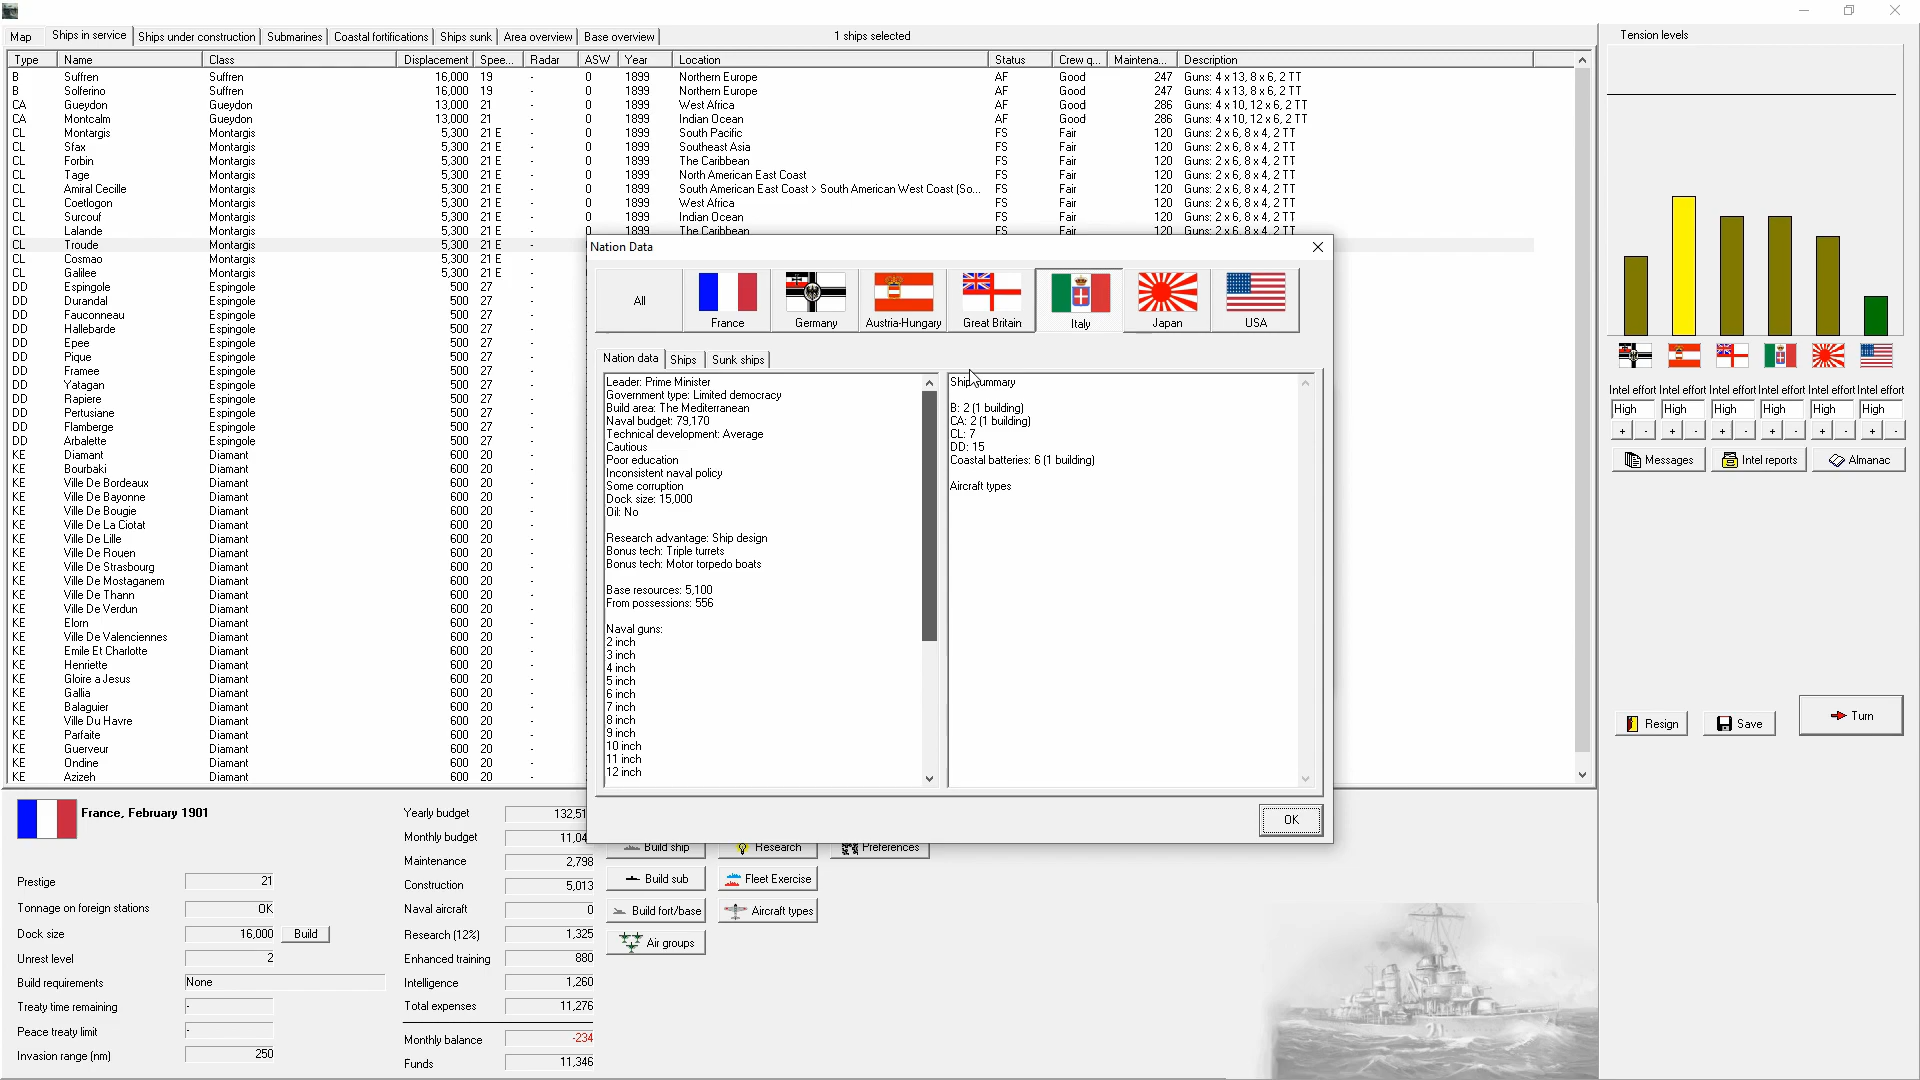 Map Ships in service Ships under construction Submarines Coastal fortifications Ships sunk Area overview Base overview 1 ships selected Tension levels
Type Name Class Displacement Spee... Radar ASW Year Location Status Crew q... Maintena... Description
B Suffren Suffren 16,000 19 - 0 1899 Northern Europe AF Good 247 Guns: 4 x 13, 8 x 6, 2 TT
B Solferino Suffren 16,000 19 - 0 1899 Northern Europe AF Good 247 Guns: 4 x 13, 8 x 6, 2 TT
CA Gueydon Gueydon 13,000 21 - 0 1899 West Africa AF Good 286 Guns: 4 x 10, 12 x 6, 2 TT
CA Montcalm Gueydon 13,000 21 - 0 1899 Indian Ocean AF Good 286 Guns: 4 x 10, 12 x 6, 2 TT
CL Montargis Montargis 5,300 21 E - 0 1899 South Pacific FS Fair 120 Guns: 2 x 6, 8 x 4, 2 TT
CL Sfax Montargis 5,300 21 E - 0 1899 Southeast Asia FS Fair 120 Guns: 2 x 6, 8 x 4, 2 TT
CL Forbin Montargis 5,300 21 E - 0 1899 The Caribbean FS Fair 120 Guns: 2 x 6, 8 x 4, 2 TT
CL Tage Montargis 5,300 21 E - 0 1899 North American East Coast FS Fair 120 Guns: 2 x 6, 8 x 4, 2 TT
CL Amiral Cecille Montargis 5,300 21 E - 0 1899 South American East Coast > South American West Coast (So... FS Fair 120 Guns: 2 x 6, 8 x 4, 2 TT
CL Coetlogon Montargis 5,300 21 E - 0 1899 West Africa FS Fair 120 Guns: 2 x 6, 8 x 4, 2 TT
CL Surcouf Montargis 5,300 21 E - 0 1899 Indian Ocean FS Fair 120 Guns: 2 x 6, 8 x 4, 2 TT
CL Lalande Montargis 5,300 21 E - 0 1899 The Caribbean FS Fair 120 Guns: 2 x 6, 8 x 4, 2 TT
CL Troude Montargis 5,300 21 E -
CL Cosmao Montargis 5,300 21 E -
CL Galilee Montargis 5,300 21 E -
DD Espingole Espingole 500 27 -
DD Durandal Espingole 500 27 -
DD Fauconneau Espingole 500 27 -
DD Hallebarde Espingole 500 27 -
DD Epee Espingole 500 27 -
DD Pique Espingole 500 27 -
DD Framee Espingole 500 27 -
DD Yatagan Espingole 500 27 -
DD Rapiere Espingole 500 27 -
DD Pertusiane Espingole 500 27 -
DD Flamberge Espingole 500 27 -
DD Arbalette Espingole 500 27 -
KE Diamant Diamant 600 20 -
KE Bourbaki Diamant 600 20 -
KE Ville De Bordeaux Diamant 600 20 -
KE Ville De Bayonne Diamant 600 20 -
KE Ville De Bougie Diamant 600 20 -
KE Ville De La Ciotat Diamant 600 20 -
KE Ville De Lille Diamant 600 20 -
KE Ville De Rouen Diamant 600 20 -
KE Ville De Strasbourg Diamant 600 20 -
KE Ville De Mostaganem Diamant 600 20 -
KE Ville De Thann Diamant 600 20 -
KE Ville De Verdun Diamant 600 20 -
KE Elorn Diamant 600 20 -
KE Ville De Valenciennes Diamant 600 20 -
KE Emile Et Charlotte Diamant 600 20 -
KE Henriette Diamant 600 20 -
KE Gloire a Jesus Diamant 600 20 -
KE Gallia Diamant 600 20 -
KE Balaguier Diamant 600 20 -
KE Ville Du Havre Diamant 600 20 -
KE Parfaite Diamant 600 20 -
KE Guerveur Diamant 600 20 -
KE Ondine Diamant 600 20 -
KE Azizeh Diamant 600 20 -
Nation Data
All France Germany Austria-Hungary Great Britain Italy Japan USA
Nation data Ships Sunk ships
Leader: Prime Minister
Government type: Limited democracy
Build area: The Mediterranean
Naval budget: 79,170
Technical development: Average
Cautious
Poor education
Inconsistent naval policy
Some corruption
Dock size: 15,000
Oil: No
Research advantage: Ship design
Bonus tech: Triple turrets
Bonus tech: Motor torpedo boats
Base resources: 5,100
From possessions: 556
Naval guns:
2 inch
3 inch
4 inch
5 inch
6 inch
7 inch
8 inch
9 inch
10 inch
11 inch
12 inch
Ship summary
B: 2 (1 building)
CA: 2 (1 building)
CL: 7
DD: 15
Coastal batteries: 6 (1 building)
Aircraft types
OK
Intel effort Intel effort Intel effort Intel effort Intel effort Intel effort
High High High High High High
+ - + - + - + - + - + -
Messages Intel reports Almanac
Resign Save Turn
France, February 1901
Prestige 21
Tonnage on foreign stations OK
Dock size 16,000 Build
Unrest level 2
Build requirements None
Treaty time remaining -
Peace treaty limit -
Invasion range (nm) 250
Yearly budget 132,51
Monthly budget 11,04
Maintenance 2,798
Construction 5,013
Naval aircraft 0
Research (12%) 1,325
Enhanced training 880
Intelligence 1,260
Total expenses 11,276
Monthly balance -234
Funds 11,346
Build ship Research Preferences
Build sub Fleet Exercise
Build fort/base Aircraft types
Air groups